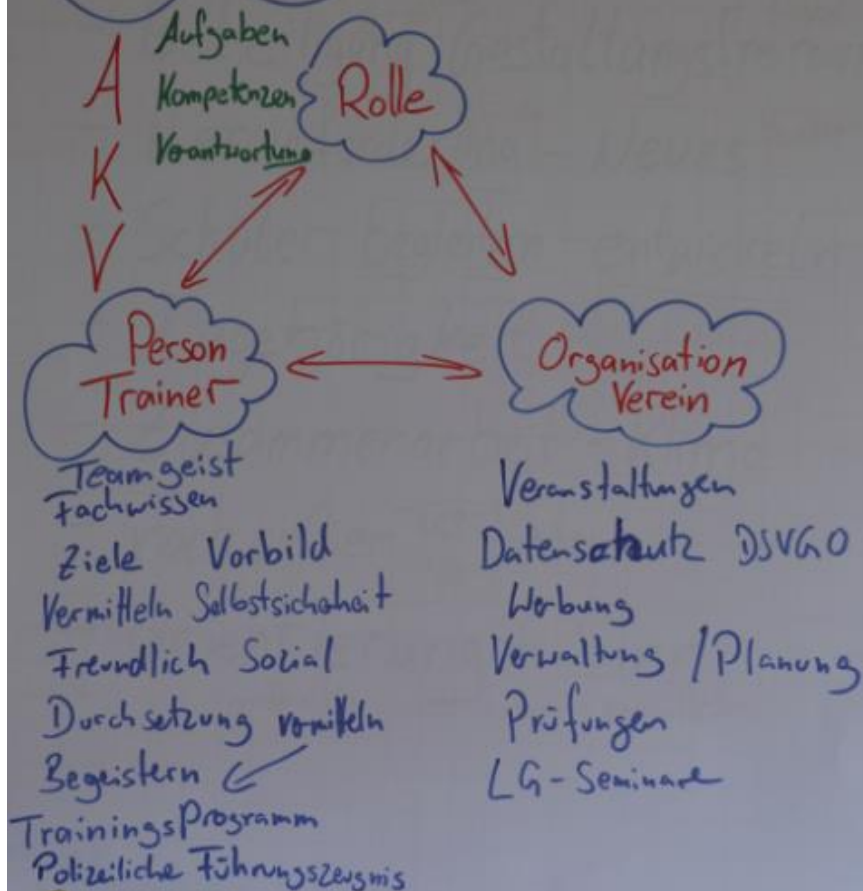 A
K
V
Aufgaben
Kompetenzen
Verantwortung
Rolle
Person
Trainer
Organisation
Verein
Teamgeist
Fachwissen
Ziele Vorbild
Vermitteln Selbstsicherheit
Freundlich Sozial
Durchsetzung vermitteln
Begeistern
TrainingsProgramm
Polizeiliche Führungszeugnis
Veranstaltungen
Datenschutz DSVGO
Werbung
Verwaltung / Planung
Prüfungen
LG-Seminare